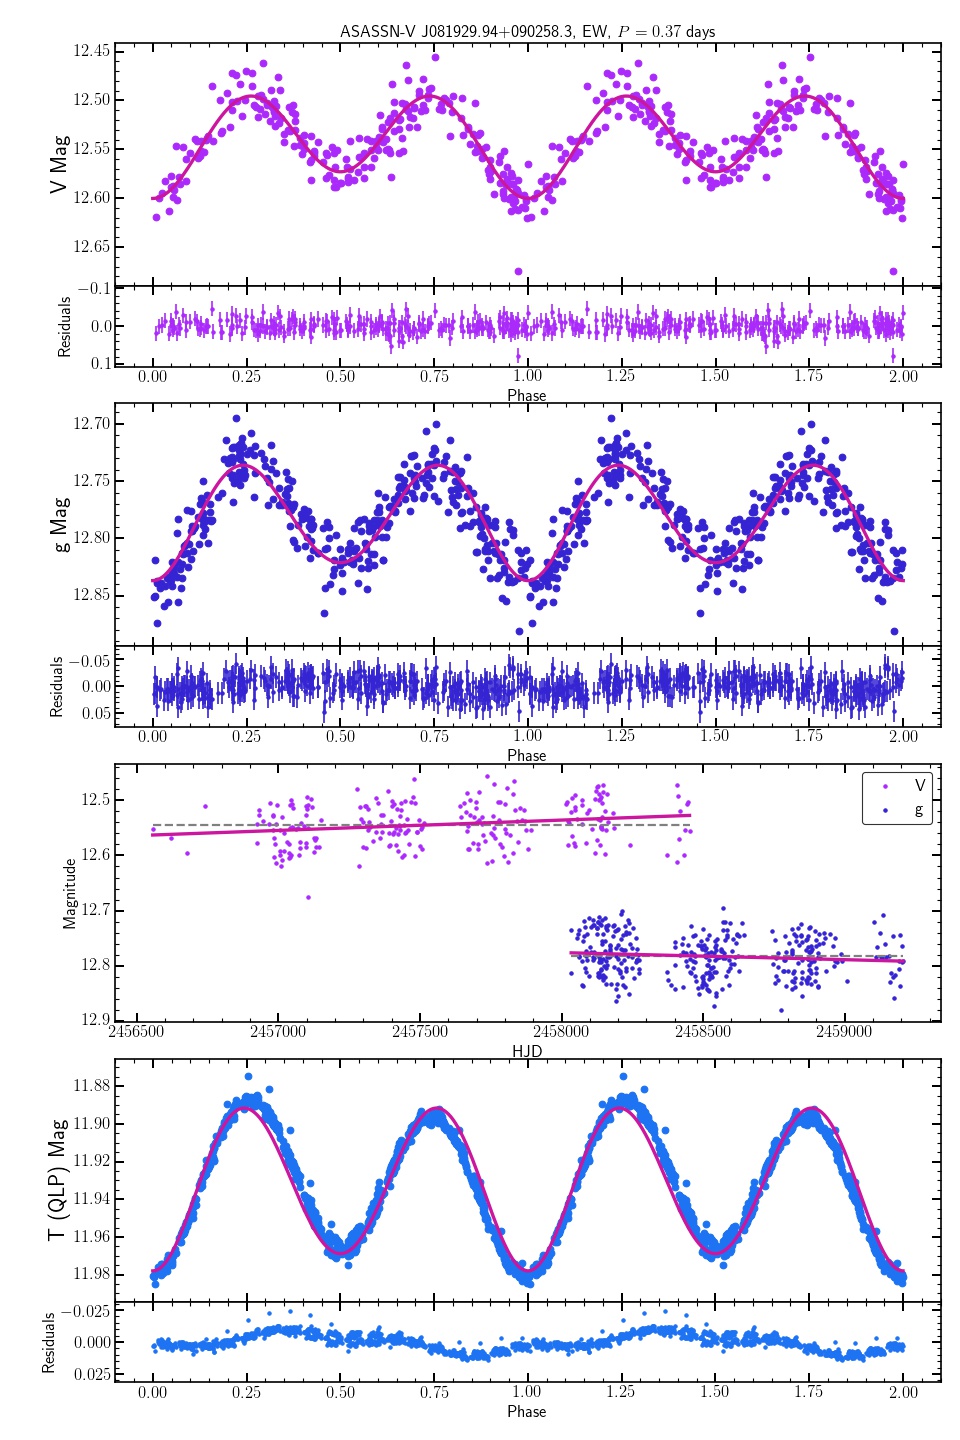 ASASSN-V J081929.94+090258.3, EW, P = 0.37 days
12.45
12.50
12.55
12.60
12.65
V Mag
−0.1
0.0
0.1
Residuals
0.00 0.25 0.50 0.75 1.00 1.25 1.50 1.75 2.00
Phase
12.70
12.75
12.80
12.85
g Mag
−0.05
0.00
0.05
Residuals
0.00 0.25 0.50 0.75 1.00 1.25 1.50 1.75 2.00
Phase
V
g
12.5
12.6
12.7
12.8
12.9
Magnitude
2456500 2457000 2457500 2458000 2458500 2459000
HJD
11.88
11.90
11.92
11.94
11.96
11.98
T (QLP) Mag
−0.025
0.000
0.025
Residuals
0.00 0.25 0.50 0.75 1.00 1.25 1.50 1.75 2.00
Phase